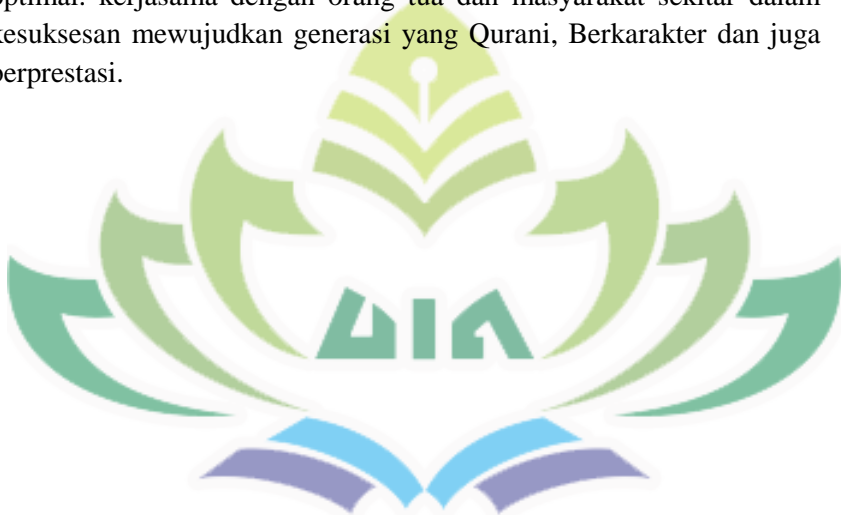 optimal. kerjasama dengan orang tua dan masyarakat sekitar dalam
kesuksesan mewujudkan generasi yang Qurani, Berkarakter dan juga
berprestasi.